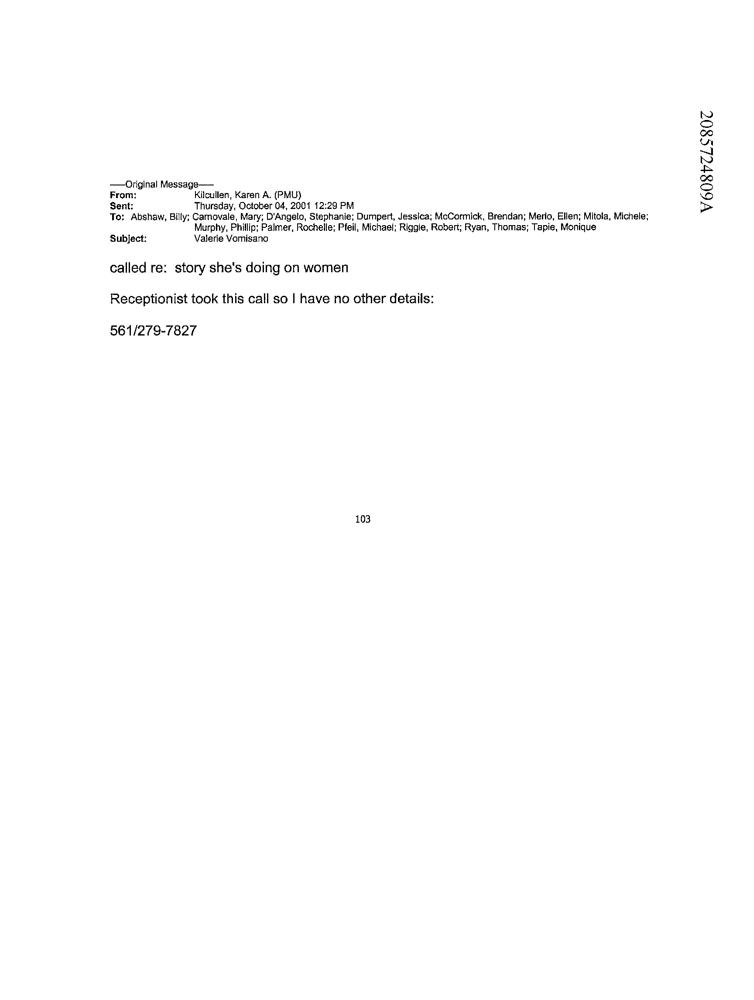 2085724809A
-----Original Message-----
From: Kilcullen, Karen A. (PMU)
Sent: Thursday, October 04, 2001 12:29 PM
To: Abshaw, Billy; Carnovale, Mary; D'Angelo, Stephanie; Dumpert, Jessica; McCormick, Brendan; Merlo, Ellen; Mitola, Michele;
Murphy, Phillip; Palmer, Rochelle; Pfeil, Michael; Riggle, Robert; Ryan, Thomas; Tapie, Monique
Subject: Valerie Vomisano
called re: story she's doing on women
Receptionist took this call so I have no other details:
561/279-7827
103